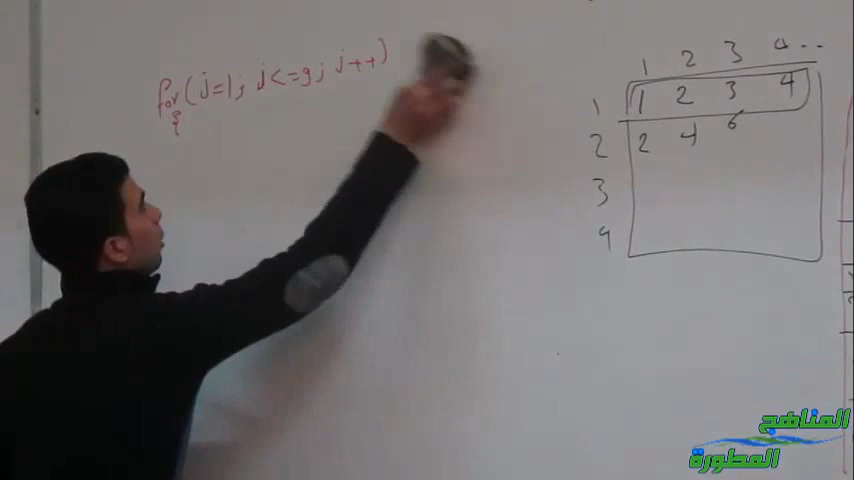 for (j=1; j<=9; j++)
{
1 2 3 4...
1 1 2 3 4
2 2 4 6
3
4
المناهج
المطورة